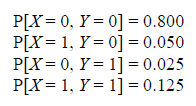 P[X = 0, Y = 0] = 0.800
P[X = 1, Y = 0] = 0.050
P[X = 0, Y = 1] = 0.025
P[X = 1, Y = 1] = 0.125